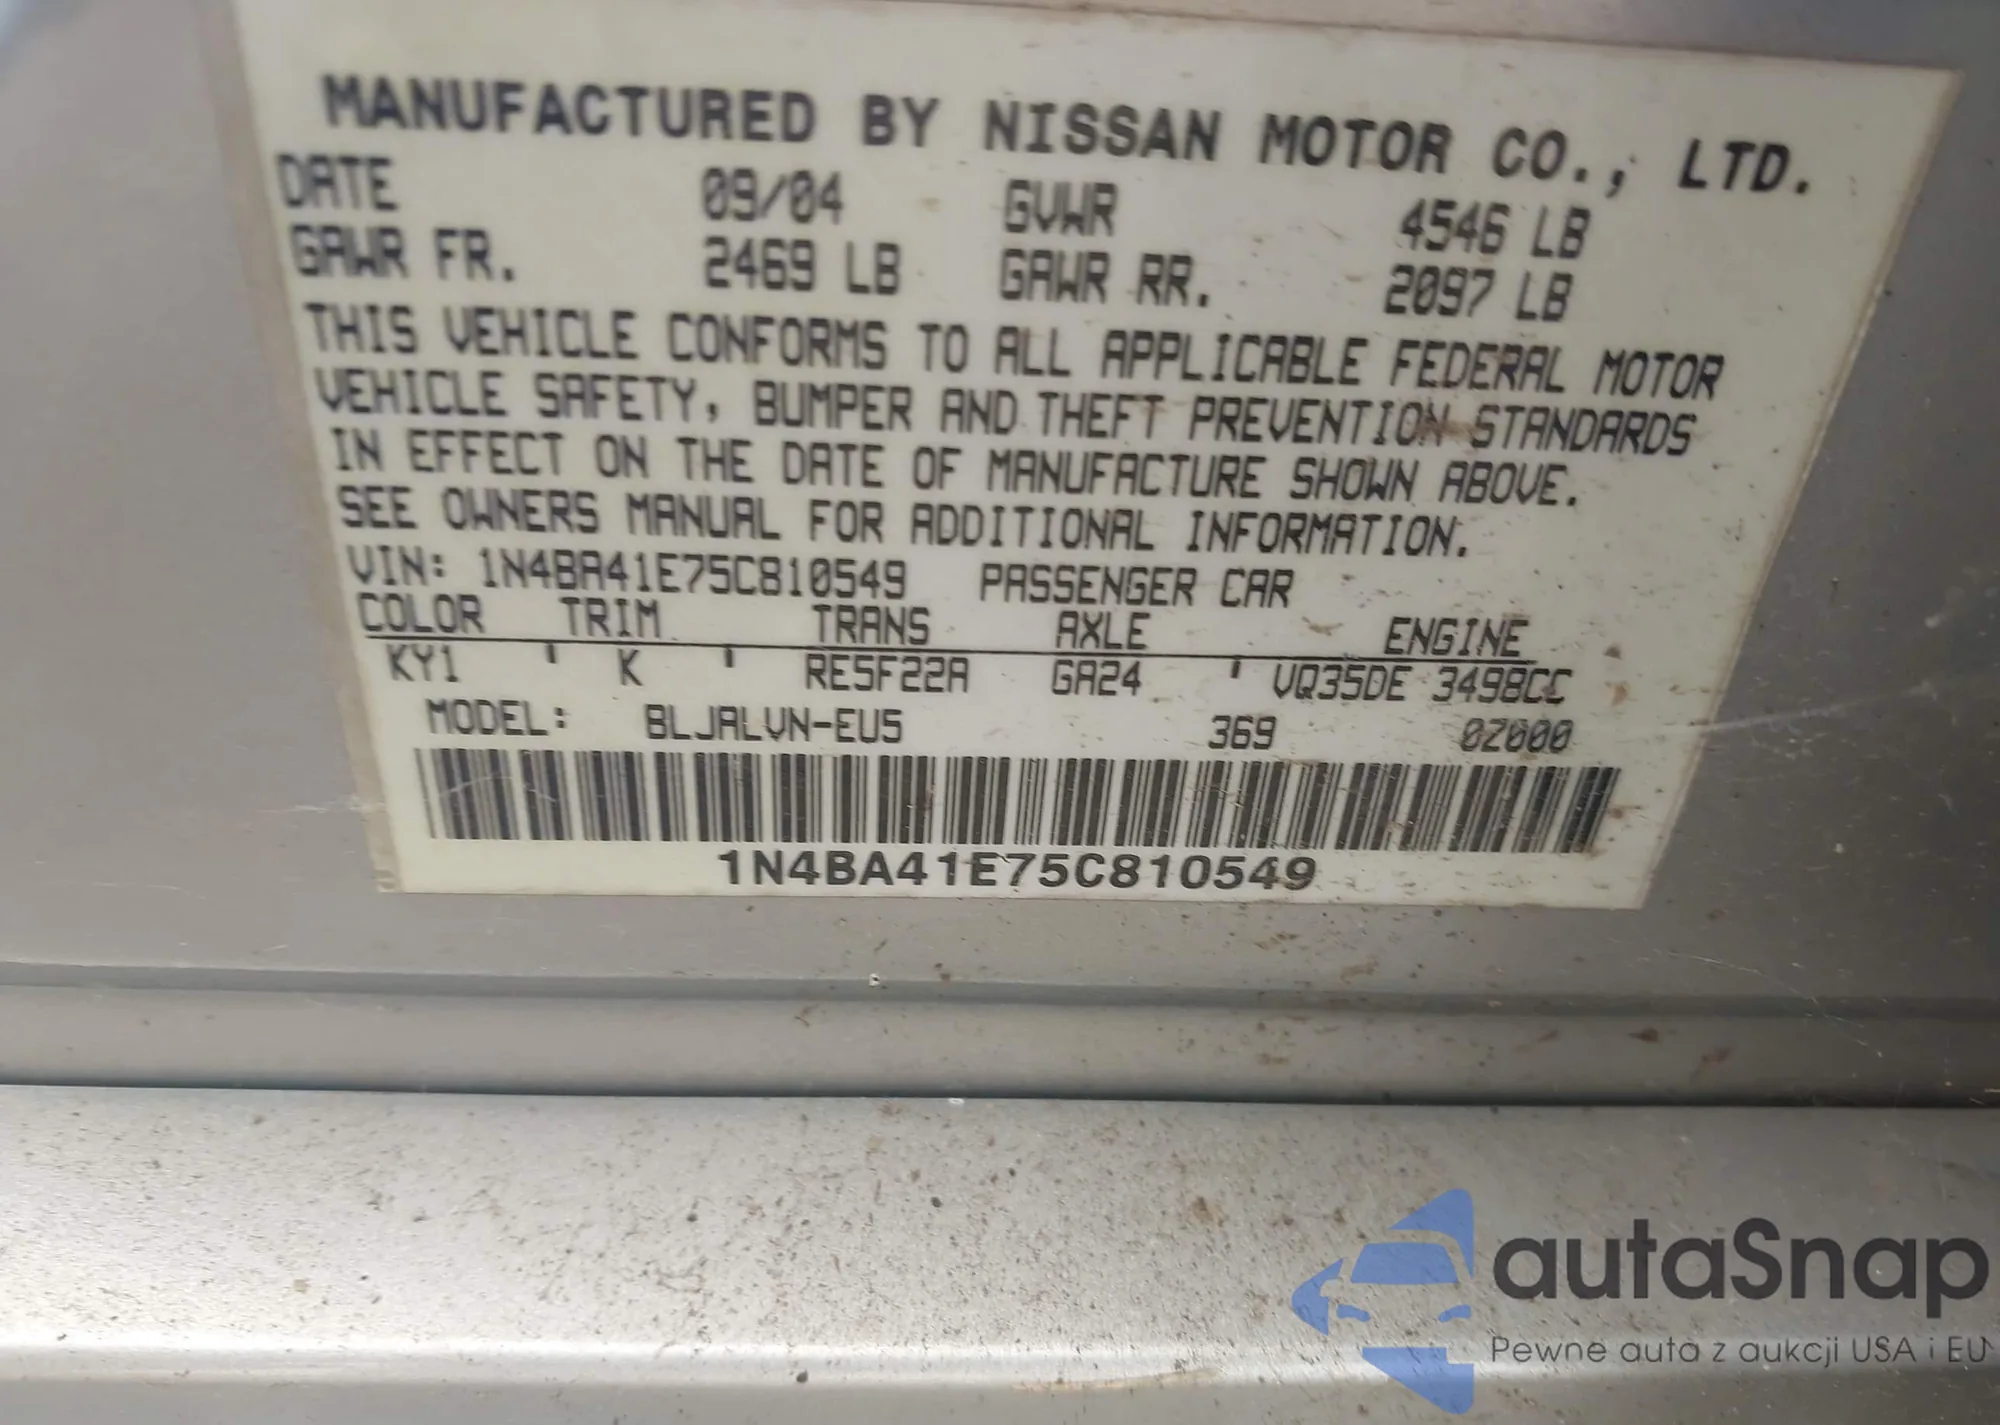 MANUFACTURED BY NISSAN MOTOR CO., LTD.
DATE 09/04 GVWR 4546 LB
GAWR FR. 2469 LB GAWR RR. 2097 LB
THIS VEHICLE CONFORMS TO ALL APPLICABLE FEDERAL MOTOR
VEHICLE SAFETY, BUMPER AND THEFT PREVENTION STANDARDS
IN EFFECT ON THE DATE OF MANUFACTURE SHOWN ABOVE.
SEE OWNERS MANUAL FOR ADDITIONAL INFORMATION.
VIN: 1N4BA41E75C810549 PASSENGER CAR
COLOR TRIM TRANS AXLE ENGINE
KY1 ' K ' RE5F22A GA24 ' VQ35DE 3498CC
MODEL: BLJALVN-EUS 369 0Z000
1N4BA41E75C810549
autaSnap
Pewne auta z aukcji USA i EU